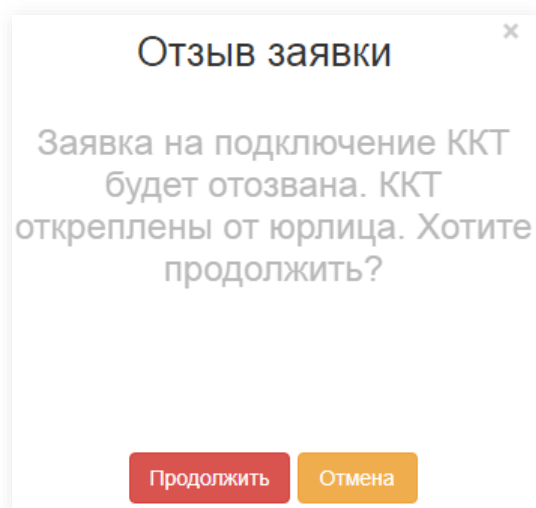 Отзыв заявки
×
Заявка на подключение ККТ
будет отозвана. ККТ
откреплены от юрлица. Хотите
продолжить?
Продолжить
Отмена